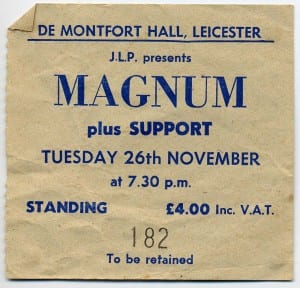 DE MONTFORT HALL, LEICESTER
J.L.P. presents
MAGNUM
plus SUPPORT
TUESDAY 26th NOVEMBER
at 7.30 p.m.
STANDING £4.00 Inc. V.A.T.
182
To be retained